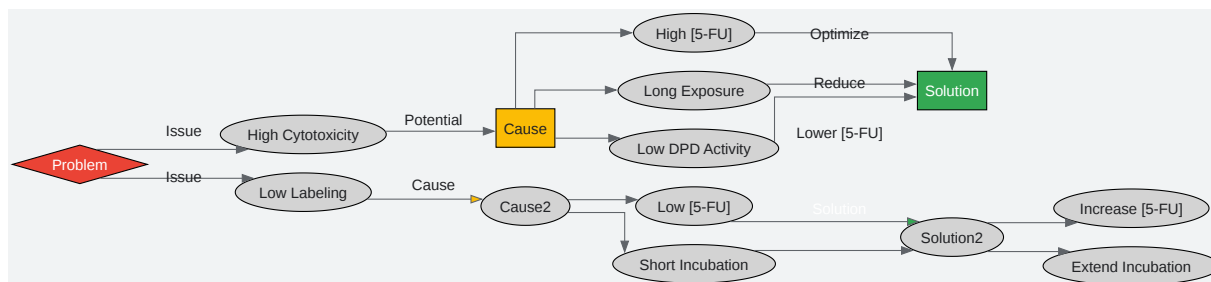 High [5-FU]
Optimize
Long Exposure
Reduce
Solution
Issue
High Cytotoxicity
Potential
Cause
Low DPD Activity
Lower [5-FU]
Problem
Issue
Low Labeling
Cause
Cause2
Low [5-FU]
Solution
Solution2
Increase [5-FU]
Short Incubation
Extend Incubation